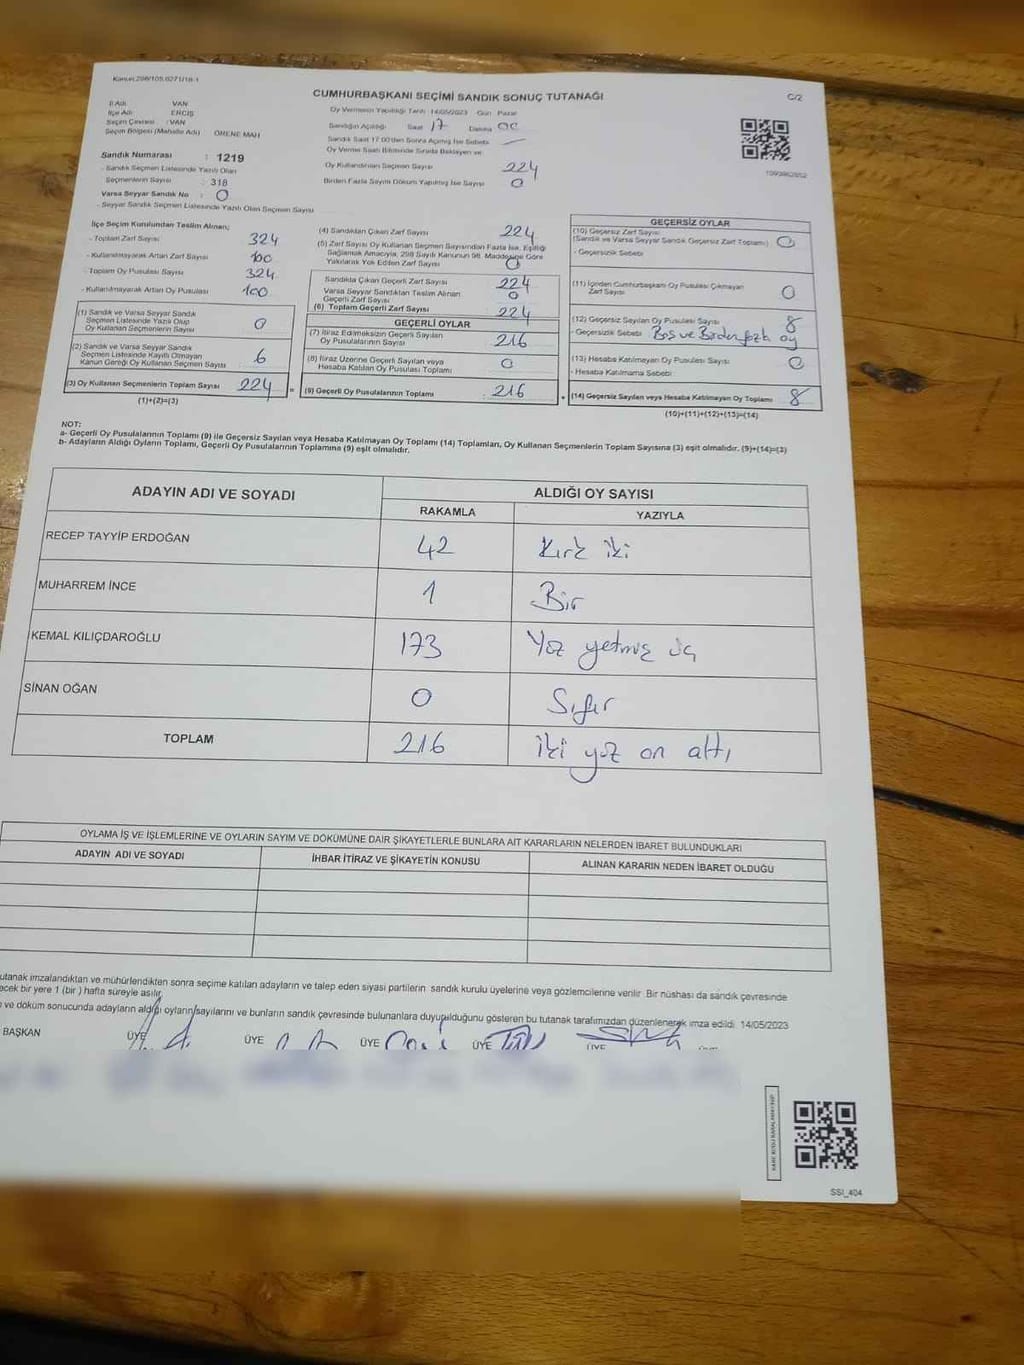 Kanun 298/105.0271/18-1
CUMHURBAŞKANI SEÇİMİ SANDIK SONUÇ TUTANAĞI
C/2
İl Adı VAN
İlçe Adı ERCİŞ
Seçim Çevresi VAN
Seçim Bölgesi (Mahalle Adı) ÖRENE MAH
Sandık Numarası : 1219
- Sandık Seçmen Listesinde Yazılı Olan
Seçmenlerin Sayısı : 318
Varsa Seyyar Sandık No : 0
- Seyyar Sandık Seçmen Listesinde Yazılı Olan Seçmen Sayısı
Oy Vermenin Yapıldığı Tarih 14/05/2023 Gün Pazar
Sandığın Açıldığı Saat 17 Dakika 00
Sandık Saat 17.00'den Sonra Açılmış İse Sebebi
Oy Verme Saati Bitiminde Sırada Bekleyen ve
Oy Kullandırılan Seçmen Sayısı 224
Birden Fazla Sayım Döküm Yapılmış İse Sayısı 0
İlçe Seçim Kurulundan Teslim Alınan;
- Toplam Zarf Sayısı 324
- Kullanılmayarak Artan Zarf Sayısı 100
- Toplam Oy Pusulası Sayısı 324
- Kullanılmayarak Artan Oy Pusulası 100
(1) Sandık ve Varsa Seyyar Sandık
Seçmen Listesinde Yazılı Olup
Oy Kullanan Seçmenlerin Sayısı 0
(2) Sandık ve Varsa Seyyar Sandık
Seçmen Listesinde Kayıtlı Olmayan
Kanun Gereği Oy Kullanan Seçmen Sayısı 6
(3) Oy Kullanan Seçmenlerin Toplam Sayısı 224
(1)+(2)=(3)
(4) Sandıktan Çıkan Zarf Sayısı 224
(5) Zarf Sayısı Oy Kullanan Seçmen Sayısından Fazla İse, Eşitliği
Sağlamak Amacıyla, 298 Sayılı Kanunun 98. Maddesine Göre
Yakılarak Yok Edilen Zarf Sayısı 0
Sandıkta Çıkan Geçerli Zarf Sayısı 224
Varsa Seyyar Sandıktan Teslim Alınan
Geçerli Zarf Sayısı 0
(6) Toplam Geçerli Zarf Sayısı 224
GEÇERLİ OYLAR
(7) İtiraz Edilmeksizin Geçerli Sayılan
Oy Pusulalarının Sayısı 216
(8) İtiraz Üzerine Geçerli Sayılan veya
Hesaba Katılan Oy Pusulası Toplamı 0
(9) Geçerli Oy Pusulalarının Toplamı : 216
GEÇERSİZ OYLAR
(10) Geçersiz Zarf Sayısı
(Sandık ve Varsa Seyyar Sandık Geçersiz Zarf Toplamı) 0
- Geçersizlik Sebebi
(11) İçinden Cumhurbaşkanı Oy Pusulası Çıkmayan
Zarf Sayısı 0
(12) Geçersiz Sayılan Oy Pusulası Sayısı 8
- Geçersizlik Sebebi Boş ve Birden fazla oy
(13) Hesaba Katılmayan Oy Pusulası Sayısı 0
- Hesaba Katılmama Sebebi
(14) Geçersiz Sayılan veya Hesaba Katılmayan Oy Toplamı 8
(10)+(11)+(12)+(13)=(14)
NOT:
a- Geçerli Oy Pusulalarının Toplamı (9) ile Geçersiz Sayılan veya Hesaba Katılmayan Oy Toplamı (14) Toplamları, Oy Kullanan Seçmenlerin Toplam Sayısına (3) eşit olmalıdır. (9)+(14)=(3)
b- Adayların Aldığı Oyların Toplamı, Geçerli Oy Pusulalarının Toplamına (9) eşit olmalıdır.
ADAYIN ADI VE SOYADI ALDIĞI OY SAYISI
RAKAMLA YAZIYLA
RECEP TAYYİP ERDOĞAN 42 Kırk iki
MUHARREM İNCE 1 Bir
KEMAL KILIÇDAROĞLU 173 Yüz yetmiş üç
SİNAN OĞAN 0 Sıfır
TOPLAM 216 iki yüz on altı
OYLAMA İŞ VE İŞLEMLERİNE VE OYLARIN SAYIM VE DÖKÜMÜNE DAİR ŞİKAYETLERLE BUNLARA AİT KARARLARIN NELERDEN İBARET BULUNDUKLARI
ADAYIN ADI VE SOYADI İHBAR İTİRAZ VE ŞİKAYETİN KONUSU ALINAN KARARIN NEDEN İBARET OLDUĞU
utanak imzalandıktan ve mühürlendikten sonra seçime katılan adayların ve talep eden siyasi partilerin sandık kurulu üyelerine veya gözlemcilerine verilir. Bir nüshası da sandık çevresinde
ecek bir yere 1 (bir) hafta süreyle asılır.
ve döküm sonucunda adayların aldığı oyların sayılarını ve bunların sandık çevresinde bulunanlara duyurulduğunu gösteren bu tutanak tarafımızdan düzenlenerek imza edildi. 14/05/2023
BAŞKAN ÜYE ÜYE ÜYE ÜYE ÜYE
SSI_404